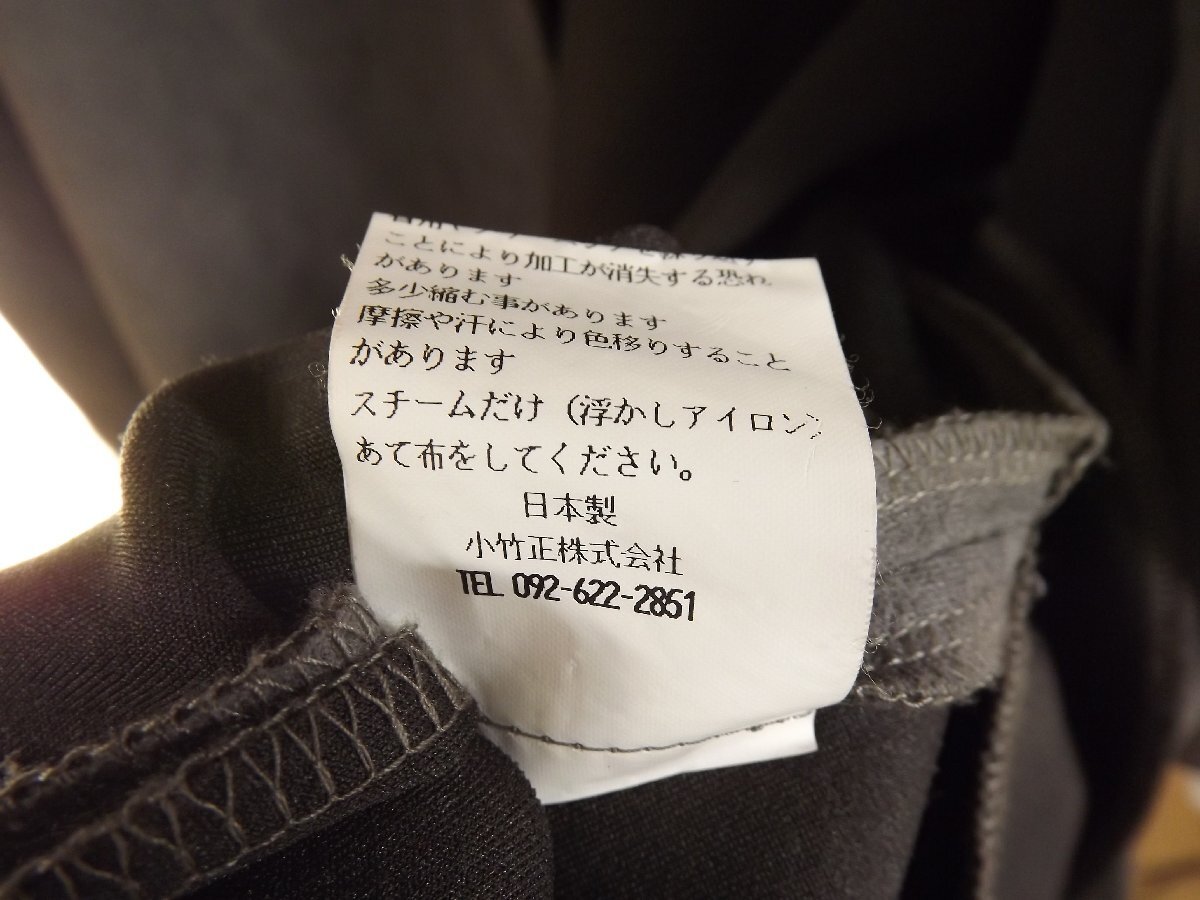 ことにより加工が消失する恐れ
があります
多少縮む事があります
摩擦や汗により色移りすること
があります
スチームだけ（浮かしアイロン）
あて布をしてください。
日本製
小竹正株式会社
TEL 092-622-2851